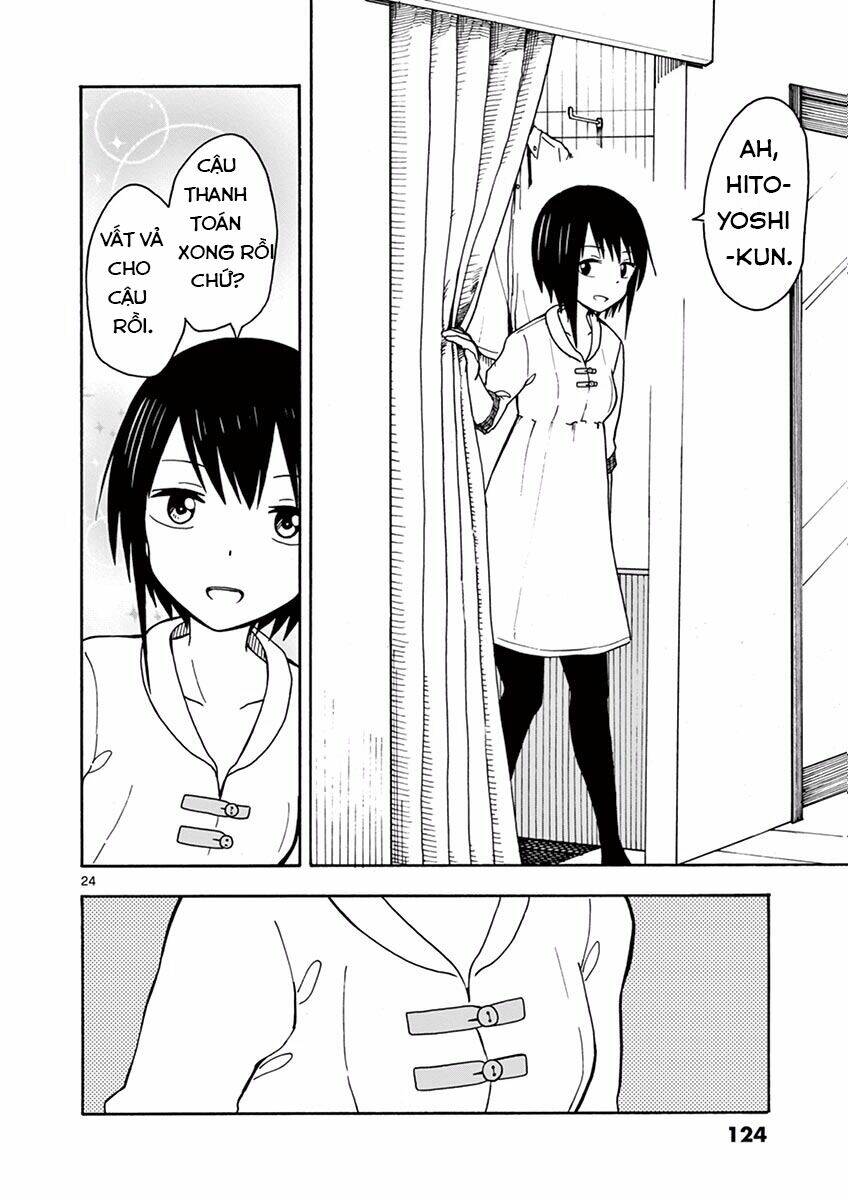 AH,
HITO-
YOSHI
-KUN.
CẬU
THANH
TOÁN
XONG RỒI
CHỨ?
VẤT VẢ
CHO
CẬU
RỒI.
24
124